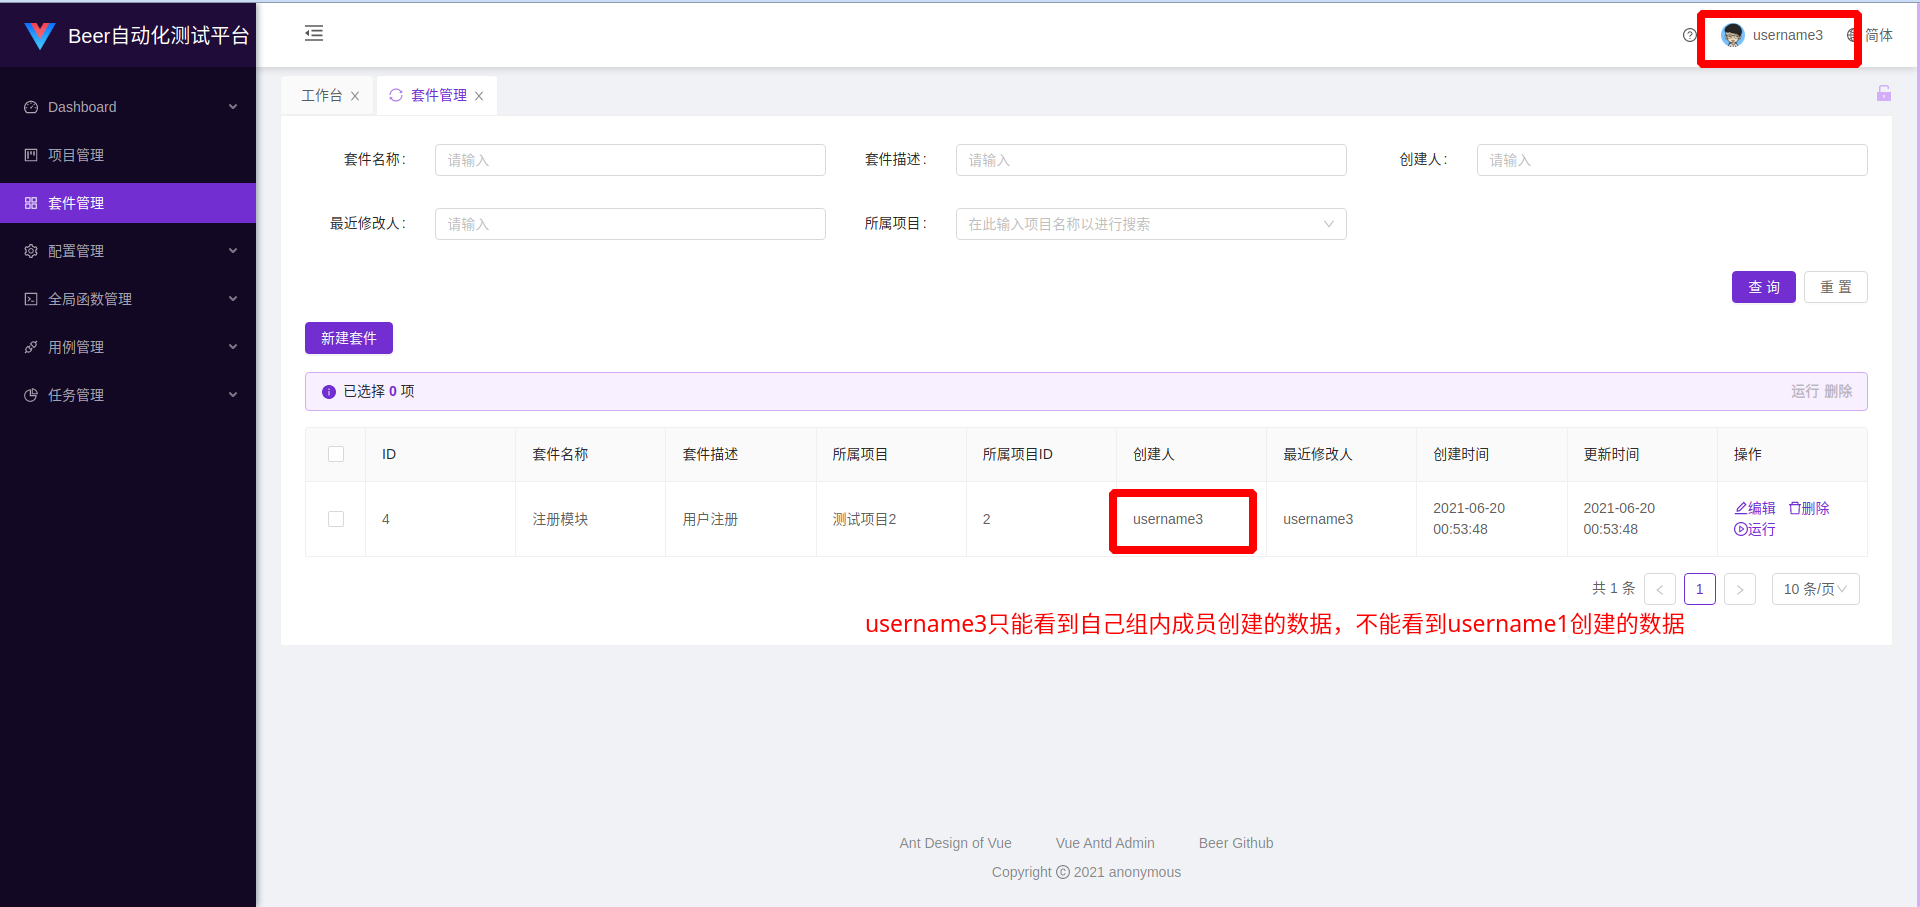 Beer自动化测试平台
username3
简体
Dashboard
项目管理
套件管理
配置管理
全局函数管理
用例管理
任务管理
工作台
套件管理
套件名称: 请输入 套件描述: 请输入 创建人: 请输入
最近修改人: 请输入 所属项目: 在此输入项目名称以进行搜索
查 询 重 置
新建套件
已选择 0 项 运行 删除
ID 套件名称 套件描述 所属项目 所属项目ID 创建人 最近修改人 创建时间 更新时间 操作
4 注册模块 用户注册 测试项目2 2 username3 username3 2021-06-20 00:53:48 2021-06-20 00:53:48 编辑 删除 运行
共 1 条 1 10 条/页
username3只能看到自己组内成员创建的数据，不能看到username1创建的数据
Ant Design of Vue Vue Antd Admin Beer Github
Copyright © 2021 anonymous